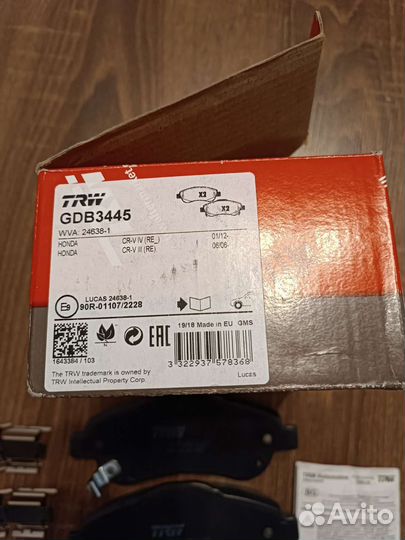 TRW
GDB3445
WVA: 24638-1
X2
X2
HONDA CR-V IV (RE_) 01/12-
HONDA CR-V III (RE) 06/06-
LUCAS 24638-1
90R-01107/2228
19/18 Made in EU GMS
EAC
1643384 / 103
3 322937 578368
The TRW trademark is owned by
TRW Intellectual Property Corp.
Lucas
TRW
TRW
Avito